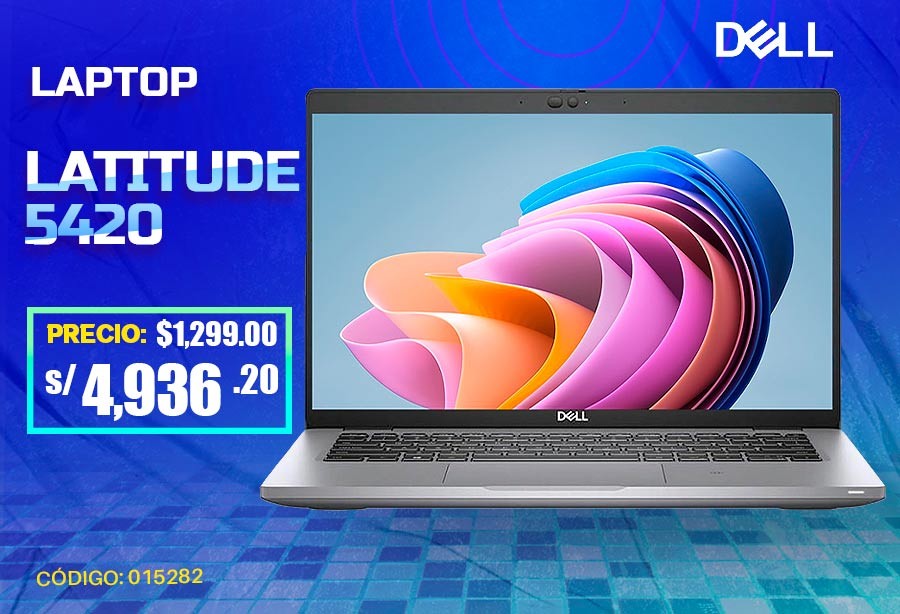 DELL
LAPTOP
LATITUDE
5420
PRECIO: $1,299.00
s/ 4,936 .20
DELL
CÓDIGO: 015282